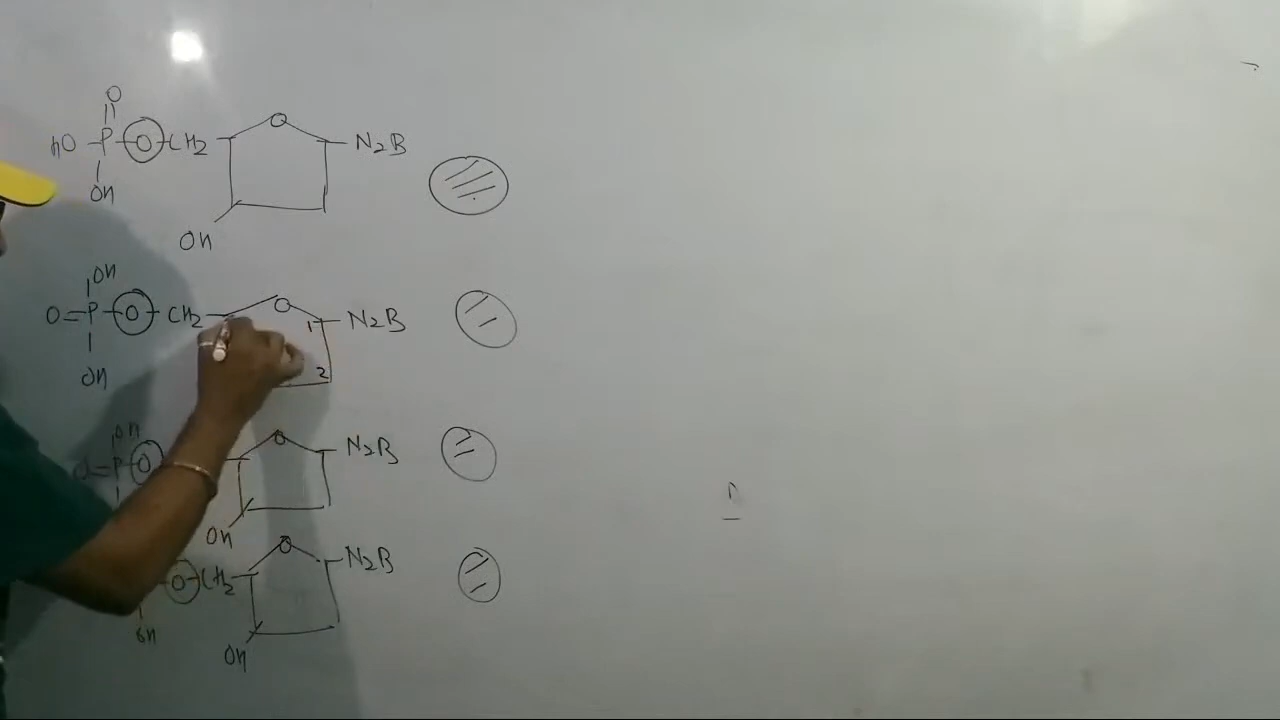 O
HO - P - O - CH2 O N2B
OH
OH
OH
O = P - O - CH2 O 1 N2B
OH 2
OH
O = P - O O N2B
OH
O
O - CH2 N2B
OH
OH